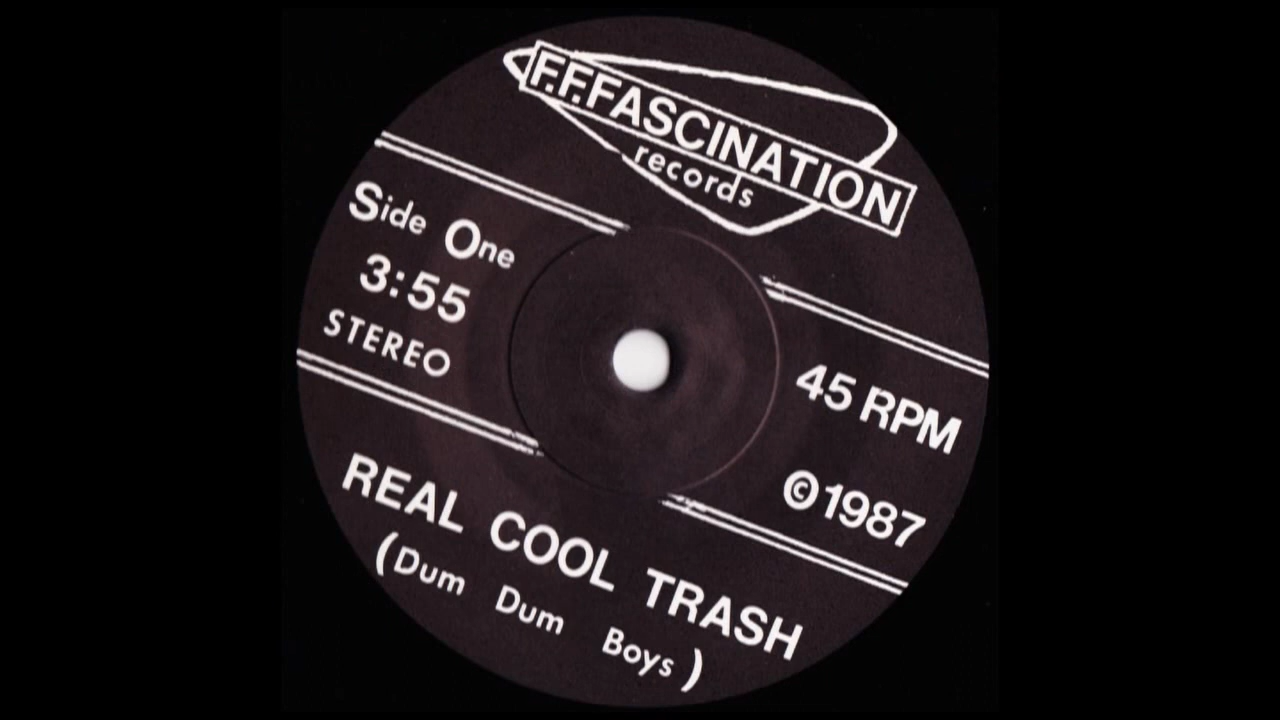 F.F.FASCINATION
records
Side One
3:55
STEREO
45 RPM
©1987
REAL COOL TRASH
(Dum Dum Boys)